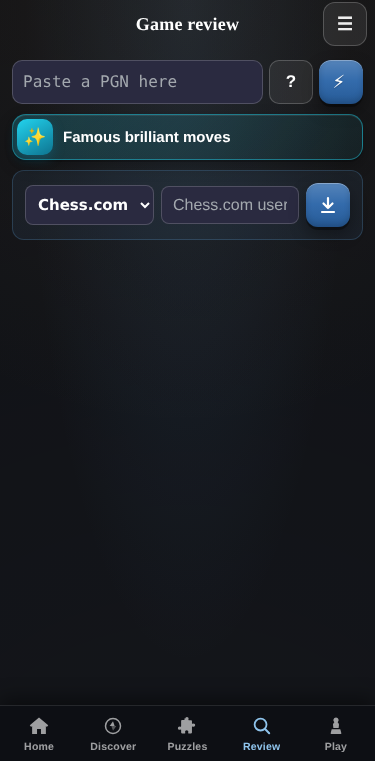 Game review
Paste a PGN here
?
Famous brilliant moves
Chess.com
Chess.com user
Home
Discover
Puzzles
Review
Play